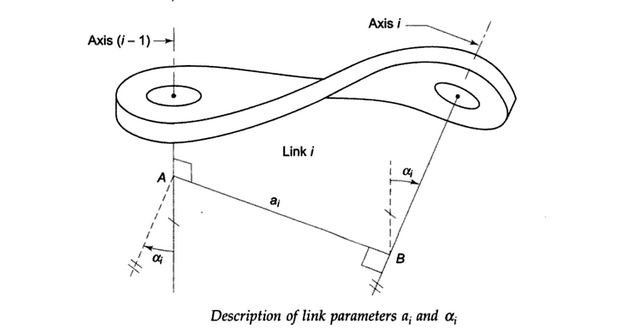 Axis i
Axis (i – 1)
Link i
A
αᵢ
aᵢ
αᵢ
B
Description of link parameters aᵢ and αᵢ